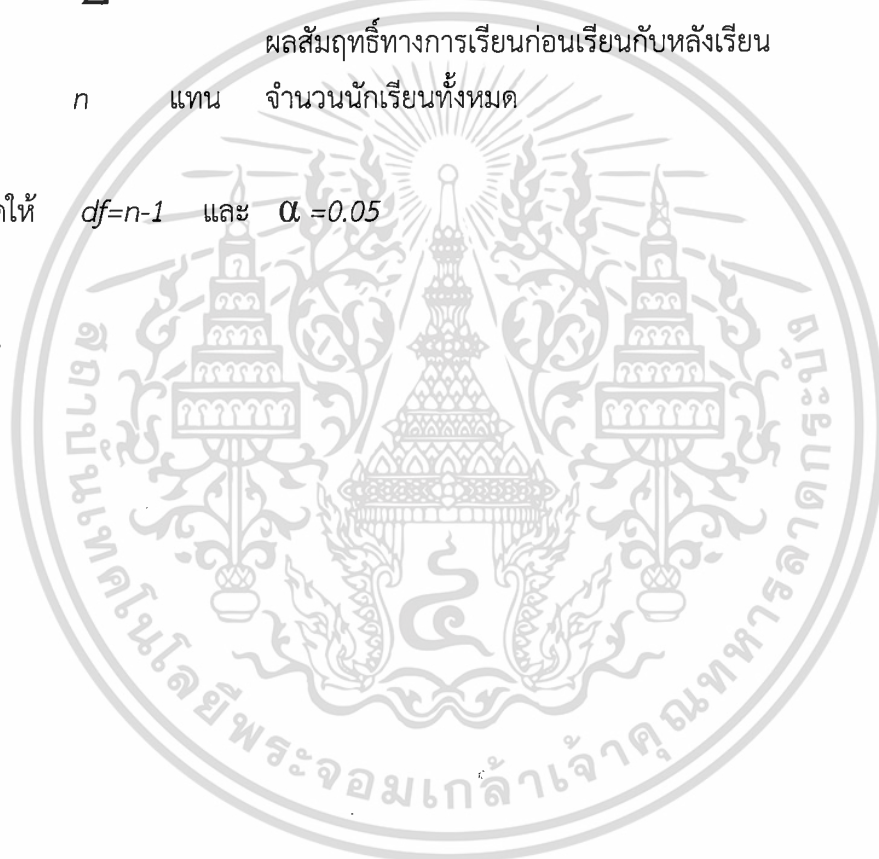 ผลสัมฤทธิ์ทางการเรียนก่อนเรียนกับหลังเรียน
n แทน จำนวนนักเรียนทั้งหมด
ให้ df=n-1 และ α =0.05
สถาบันเทคโนโลยีพระจอมเกล้าเจ้าคุณทหารลาดกระบัง